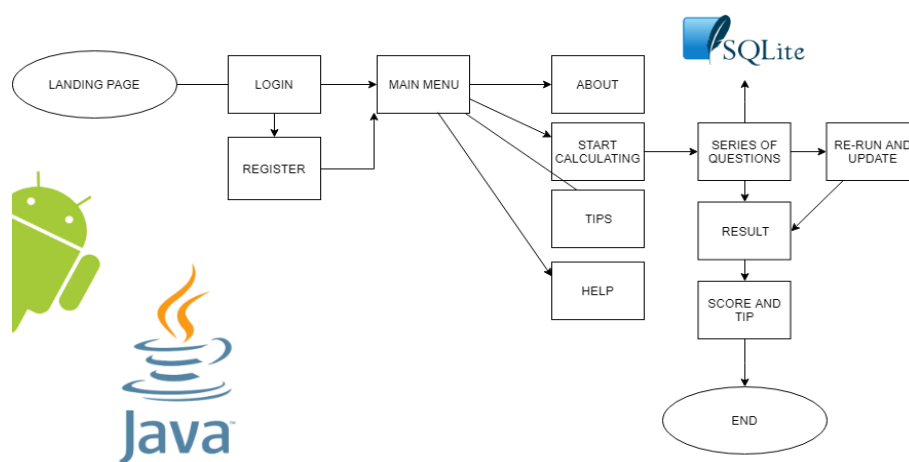 SQLite
LANDING PAGE
LOGIN
MAIN MENU
ABOUT
REGISTER
START
CALCULATING
SERIES OF
QUESTIONS
RE-RUN AND
UPDATE
TIPS
RESULT
HELP
SCORE AND
TIP
END
Java™